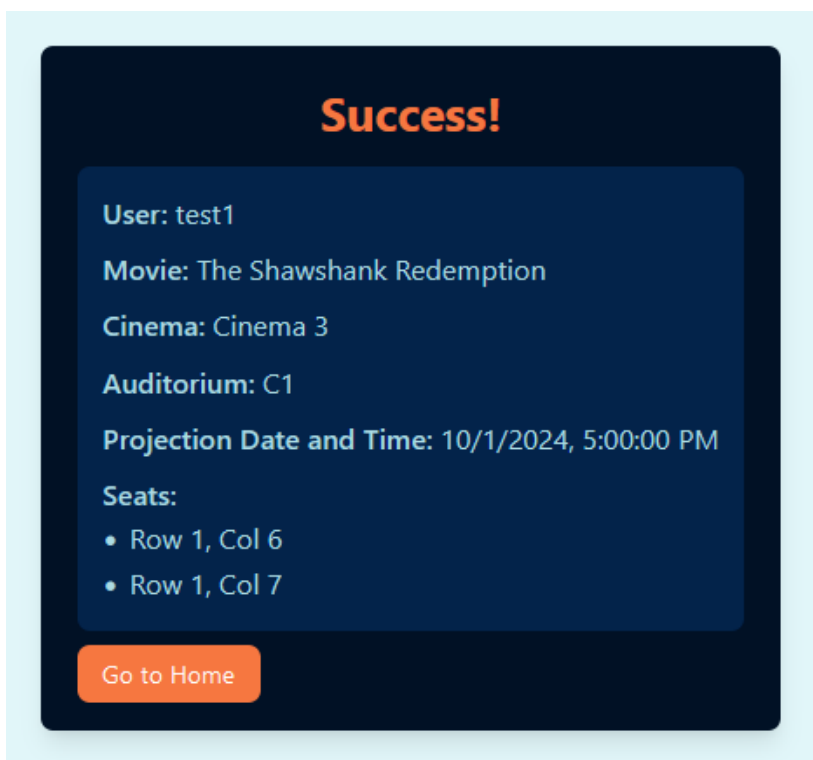 Success!
User: test1
Movie: The Shawshank Redemption
Cinema: Cinema 3
Auditorium: C1
Projection Date and Time: 10/1/2024, 5:00:00 PM
Seats:
• Row 1, Col 6
• Row 1, Col 7
Go to Home